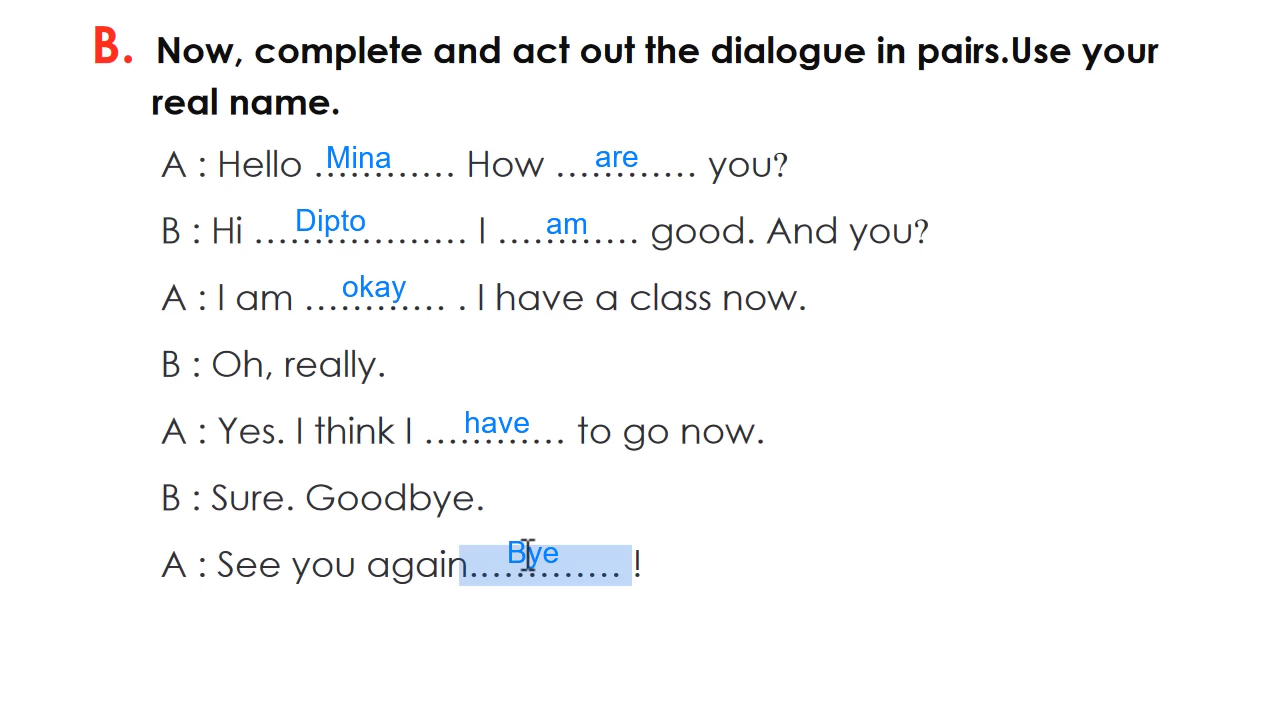 B. Now, complete and act out the dialogue in pairs.Use your
real name.
A : Hello Mina............ How are............ you?
B : Hi Dipto.................. I am............ good. And you?
A : I am okay............ . I have a class now.
B : Oh, really.
A : Yes. I think I have............ to go now.
B : Sure. Goodbye.
A : See you again Bye............. !